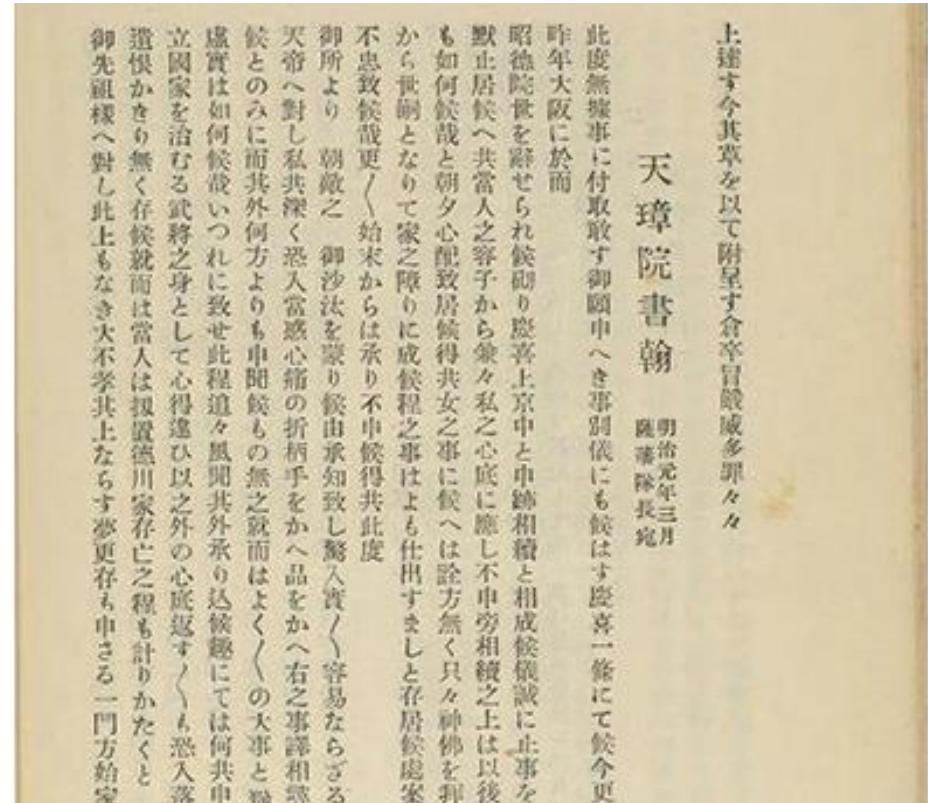 上達す今其草を以て附呈す倉卒冒瀆威多罪々々
天璋院書翰
明治元年三月
薩藩隊長宛
此度無據事に付取敢す御願申へき事別儀にも候はす慶喜一條にて候今更
昨年大阪に於而
昭德院世を辭せられ候砌り慶喜上京中と申跡相續と相成候儀誠に止事を
默止居候へ共當人之容子から兼々私之心底に應し不申旁相續之上は以後
も如何候哉と朝夕心配致居候得共女之事に候へは詮方無く只々神佛を
から世嗣となりて家之障りに成候程之事はよも仕出すましと存居候處案
不忠致候哉更〳〵始末からは承り不申候得共此度
御所より　朝敵之　御沙汰を蒙り候由承知致し驚入實〳〵容易ならざる
天帝へ對し私共深く恐入當惑心痛の折柄手をかへ品をかへ右之事譯相
候とのみに而其外何方よりも申聞候もの無之就而はよく〳〵の大事と
虛實は如何候哉いつれに致せ此程追々風聞其外承り込候趣にては何共申
立國家を治むる武將之身として心得違ひ以之外の心底返す〳〵も恐入落
遺恨かきり無く存候就而は當人は扨置德川家存亡之程も計りかたくと
御先祖樣へ對し此上もなき大不孝其上ならす夢更存も申さる一門方始家